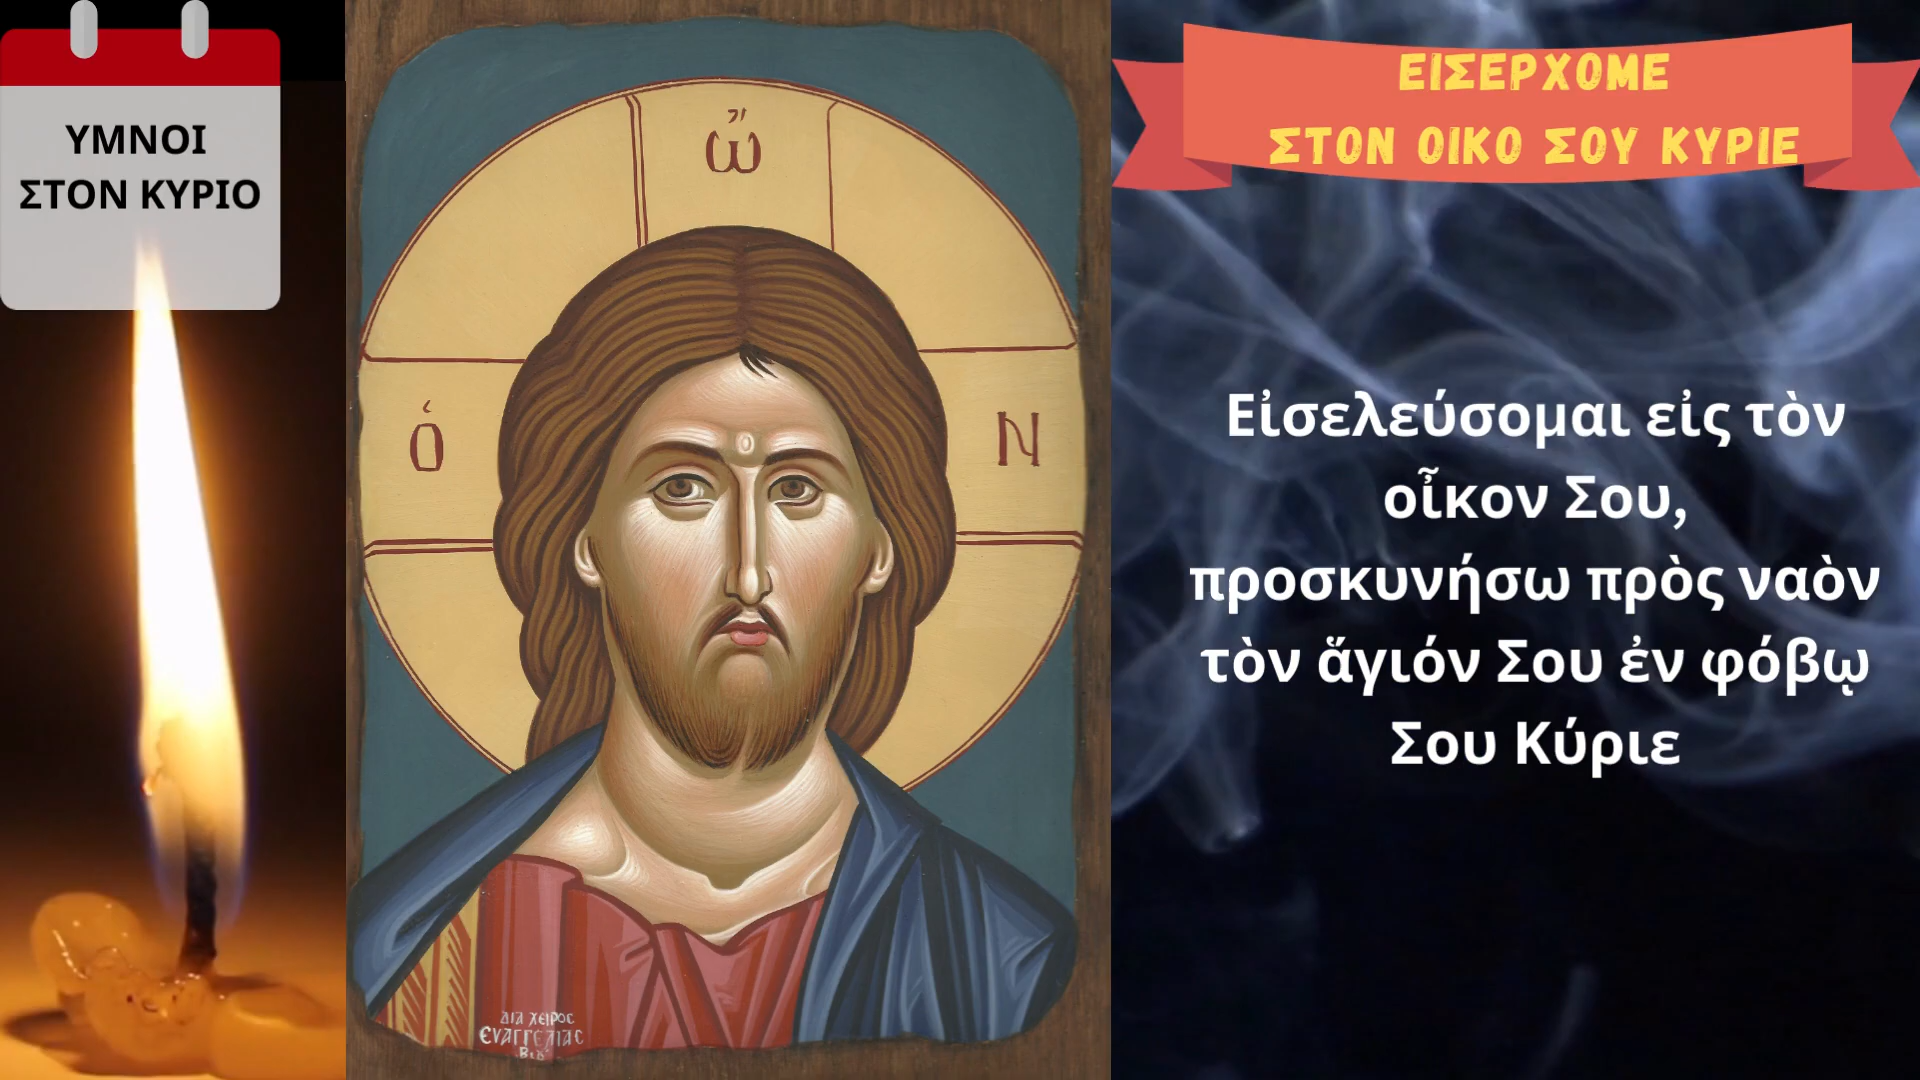 ΥΜΝΟΙ
ΣΤΟΝ ΚΥΡΙΟ
ὤ
ὁ
Ν
ΔΙΑ ΧΕΙΡΟΣ
ΕΥΑΓΓΕΛΙΑΣ
ΕΙΣΕΡΧΟΜΕ
ΣΤΟΝ ΟΙΚΟ ΣΟΥ ΚΥΡΙΕ
Εἰσελεύσομαι εἰς τὸν
οἶκον Σου,
προσκυνήσω πρὸς ναὸν
τὸν ἅγιόν Σου ἐν φόβῳ
Σου Κύριε